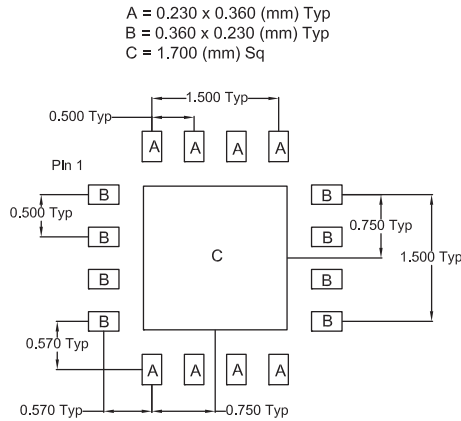 A = 0.230 x 0.360 (mm) Typ
B = 0.360 x 0.230 (mm) Typ
C = 1.700 (mm) Sq
1.500 Typ
0.500 Typ
A A A A
Pin 1
B B
0.500 Typ
0.750 Typ
B B
C
1.500 Typ
B B
B B
0.570 Typ
A A A A
0.570 Typ
0.750 Typ